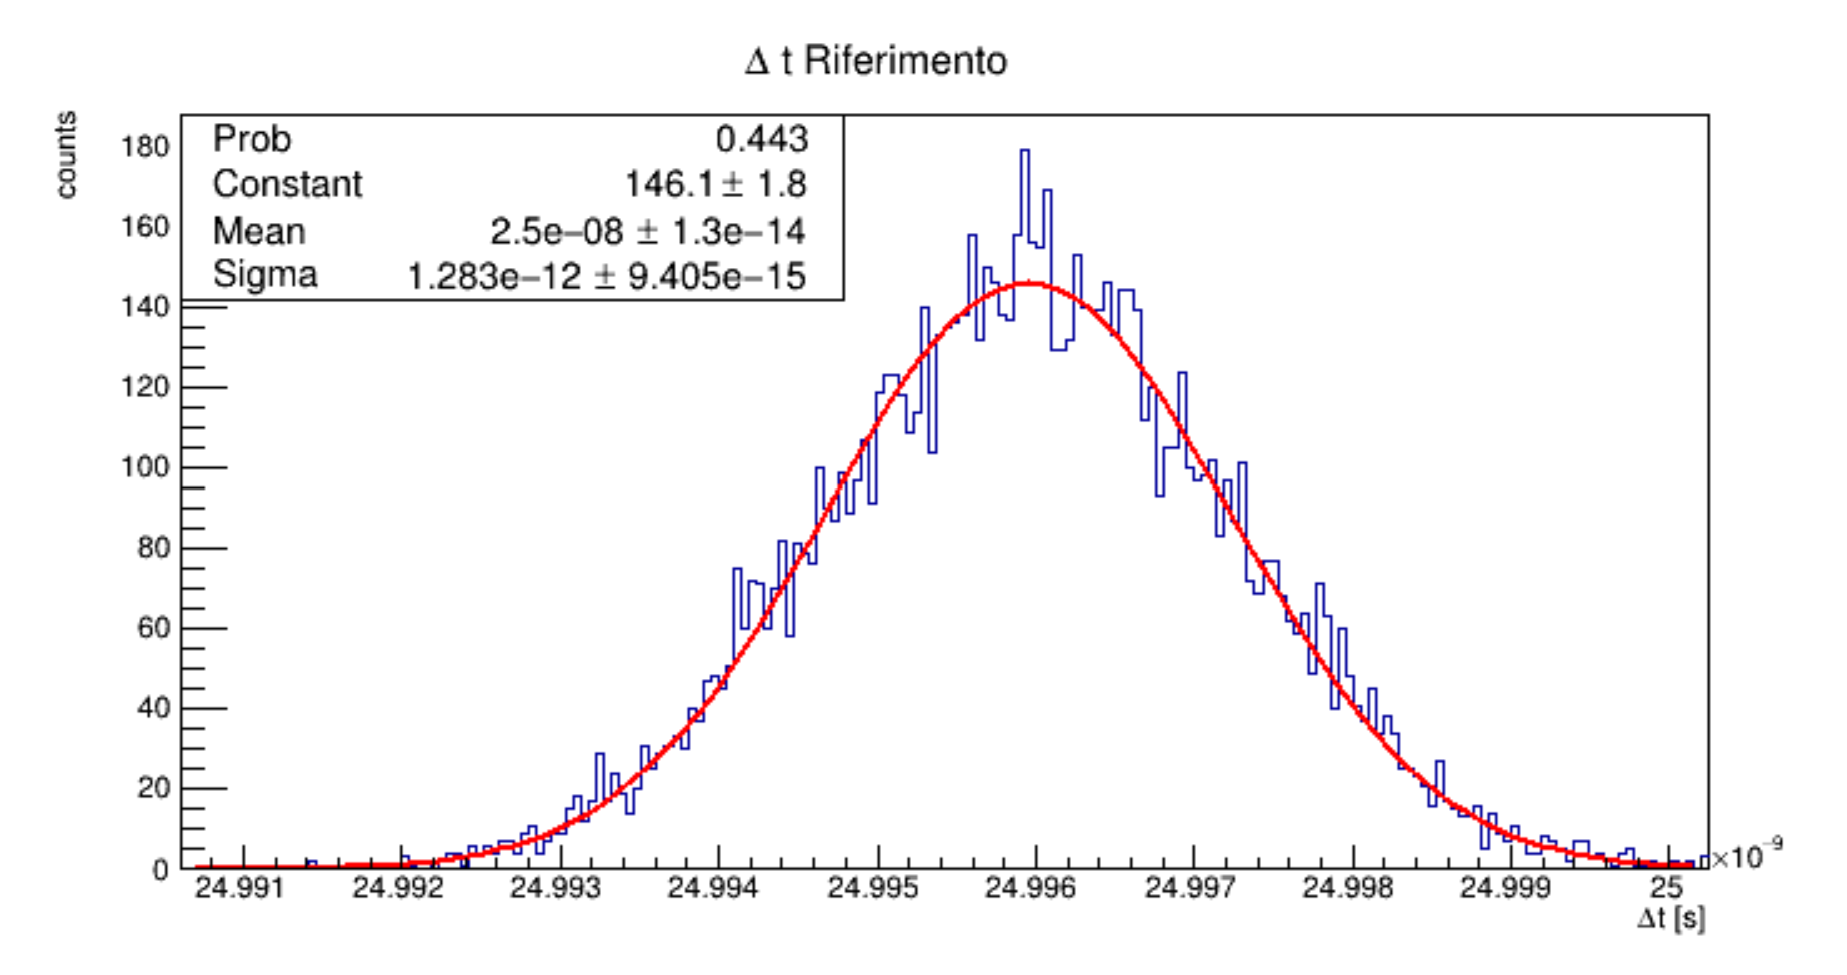 Δ t Riferimento
counts
Prob 0.443
Constant 146.1 ± 1.8
Mean 2.5e−08 ± 1.3e−14
Sigma 1.283e−12 ± 9.405e−15
180
160
140
120
100
80
60
40
20
0
24.991 24.992 24.993 24.994 24.995 24.996 24.997 24.998 24.999 25
×10⁻⁹
Δt [s]